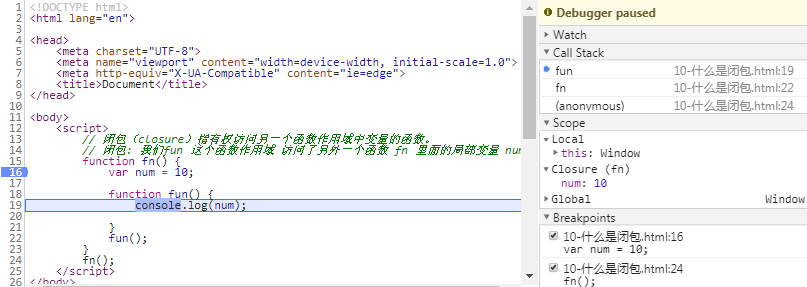 1 <!DOCTYPE html>
2 <html lang="en">
3
4 <head>
5 <meta charset="UTF-8">
6 <meta name="viewport" content="width=device-width, initial-scale=1.0">
7 <meta http-equiv="X-UA-Compatible" content="ie=edge">
8 <title>Document</title>
9 </head>
10
11 <body>
12 <script>
13 // 闭包（closure）指有权访问另一个函数作用域中变量的函数。
14 // 闭包: 我们fun 这个函数作用域 访问了另外一个函数 fn 里面的局部变量 num
15 function fn() {
16 var num = 10;
17
18 function fun() {
19 console.log(num);
20
21 }
22 fun();
23 }
24 fn();
25 </script>
26 </body>
Debugger paused
Watch
Call Stack
fun 10-什么是闭包.html:19
fn 10-什么是闭包.html:22
(anonymous) 10-什么是闭包.html:24
Scope
Local
this: Window
Closure (fn)
num: 10
Global Window
Breakpoints
10-什么是闭包.html:16
var num = 10;
10-什么是闭包.html:24
fn();